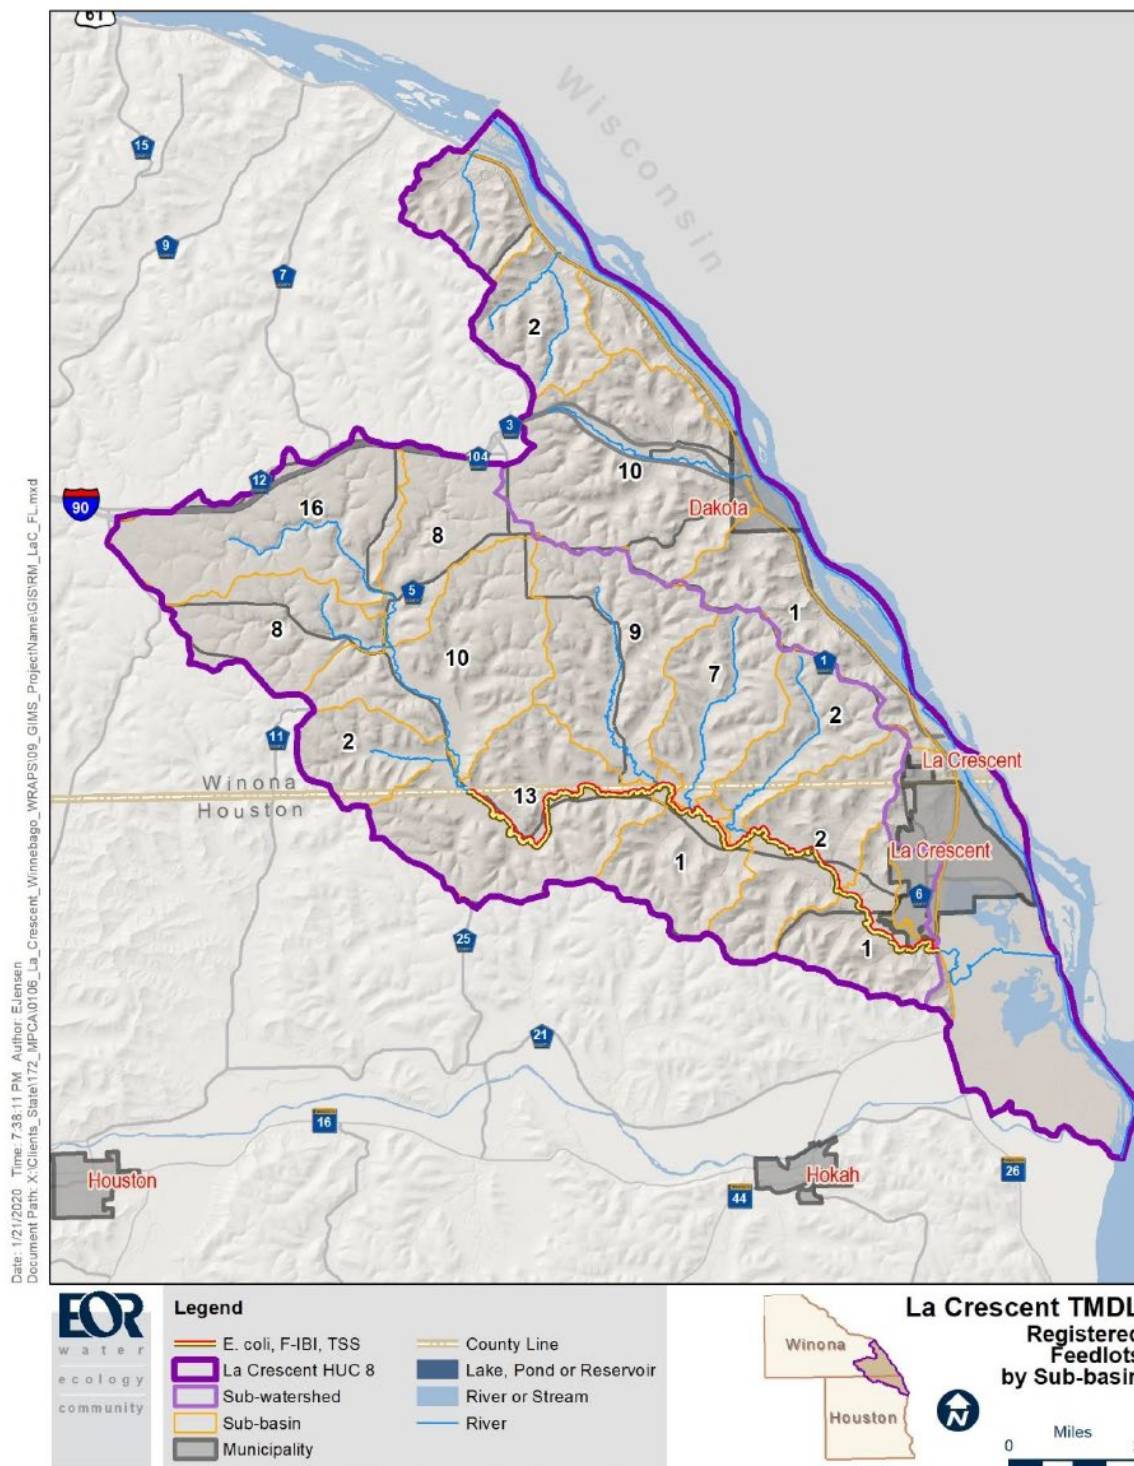 61
Wisconsin
15
9
7
2
3
104
12
10
90
16
Dakota
8
5
1
8
9
10
7
1
2
11
2
La Crescent
Winona
Houston
13
2
La Crescent
1
6
1
25
21
16
Houston
Hokah
26
44
Date: 1/21/2020 Time: 7:38:11 PM Author: EJensen
Document Path: X:\Clients_State\172_MPCA\0106_La_Crescent_Winnebago_WRAPS\09_GIMS_ProjectName\GIS\RM_LaC_FL.mxd
EOR
water
ecology
community
Legend
E. coli, F-IBI, TSS
La Crescent HUC 8
Sub-watershed
Sub-basin
Municipality
County Line
Lake, Pond or Reservoir
River or Stream
River
Winona
Houston
La Crescent TMDL
Registered
Feedlots
by Sub-basin
N
Miles
0